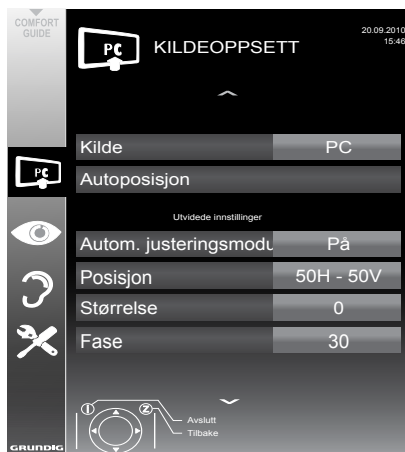 COMFORT
GUIDE
PC
KILDEOPPSETT
20.09.2010
15:46
Kilde PC
Autoposisjon
PC
Utvidede innstillinger
Autom. justeringsmodu På
Posisjon 50H - 50V
Størrelse 0
Fase 30
Z
Avslutt
Tilbake
GRUNDIG